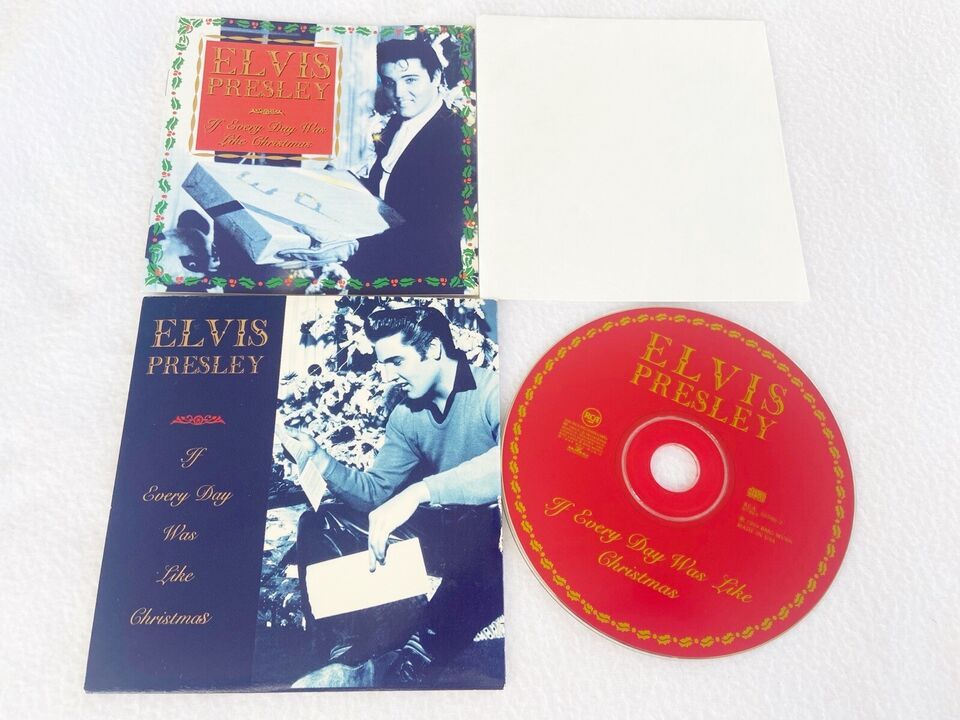 ELVIS
PRESLEY
If Every Day Was
Like Christmas
ELVIS
PRESLEY
If
Every Day
Was
Like
Christmas
ELVIS
PRESLEY
RCA
If Every Day Was Like
Christmas